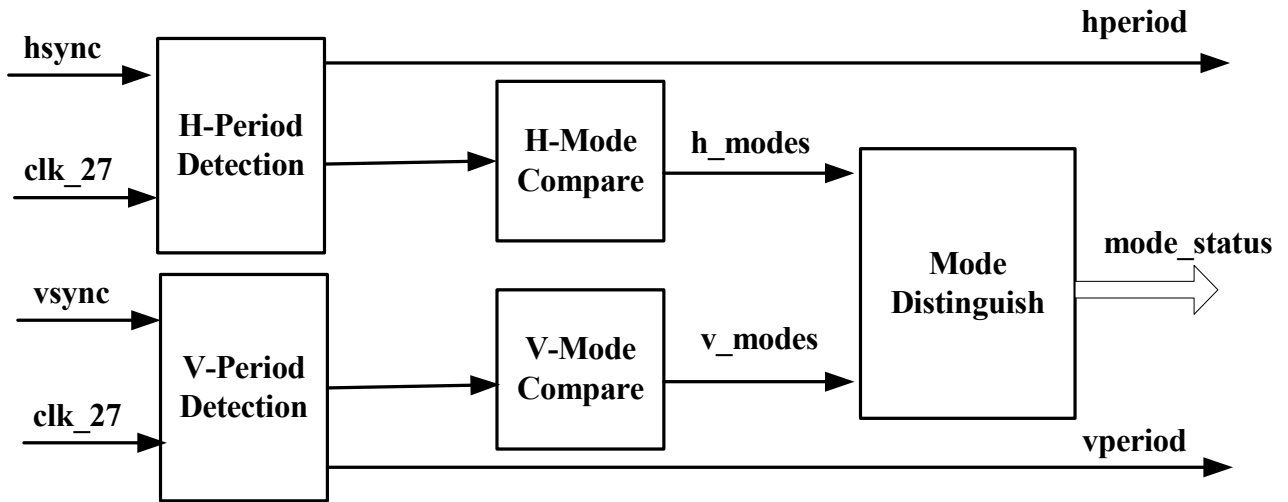 hsync
hperiod
H-Period
Detection
H-Mode
Compare
h_modes
clk_27
Mode
Distinguish
mode_status
vsync
V-Period
Detection
V-Mode
Compare
v_modes
clk_27
vperiod